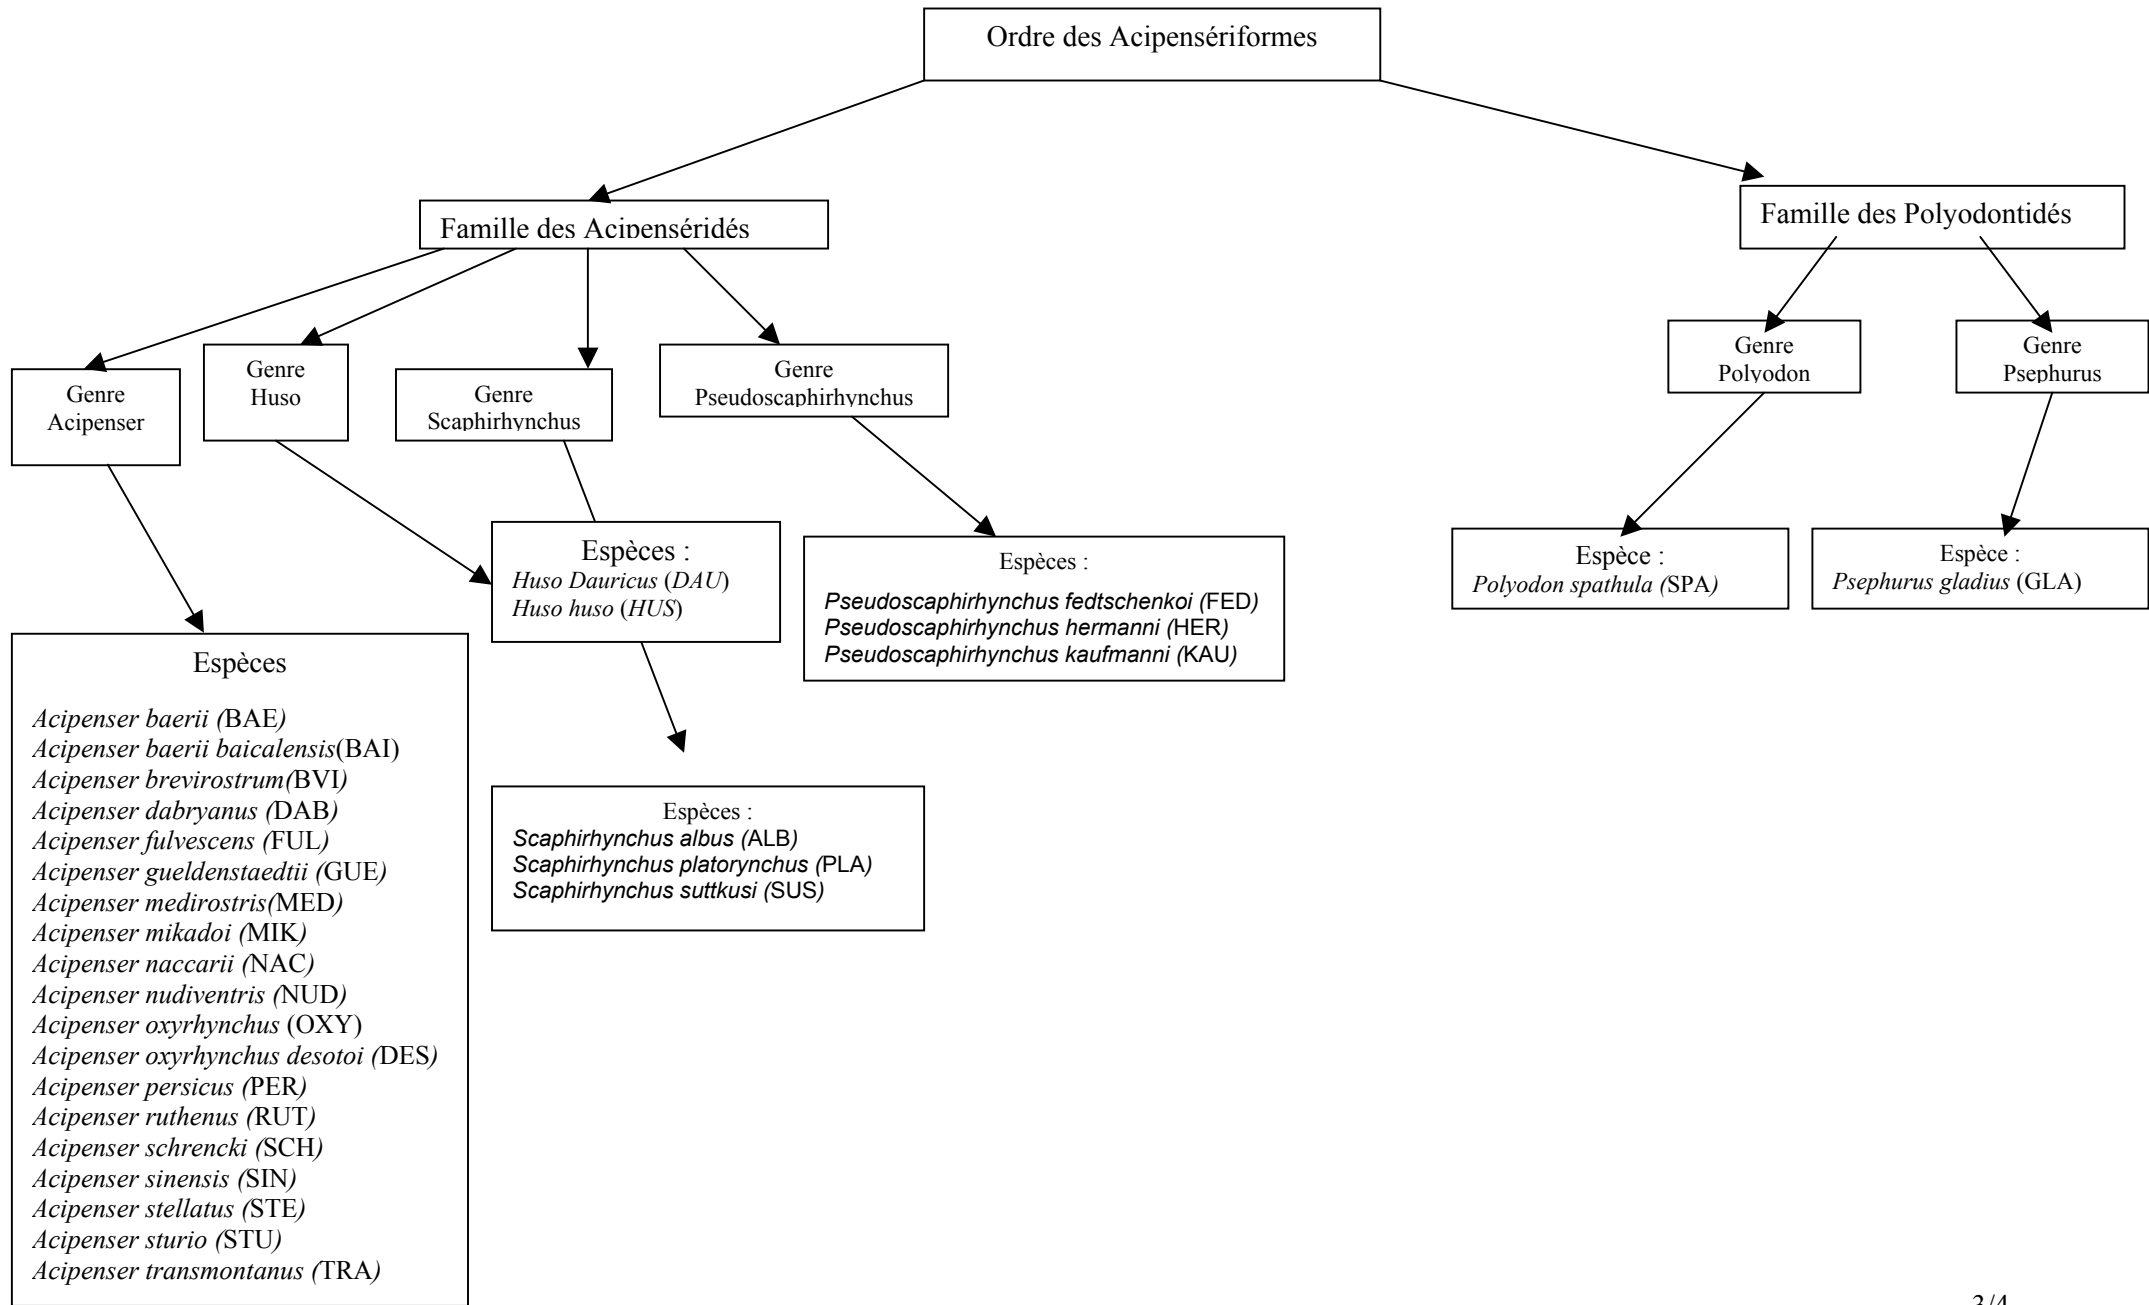 Ordre des Acipensériformes
Famille des Acipenséridés
Famille des Polyodontidés
Genre
Acipenser
Genre
Huso
Genre
Scaphirhynchus
Genre
Pseudoscaphirhynchus
Genre
Polyodon
Genre
Psephurus
Espèces :
Huso Dauricus (DAU)
Huso huso (HUS)
Espèces :
Pseudoscaphirhynchus fedtschenkoi (FED)
Pseudoscaphirhynchus hermanni (HER)
Pseudoscaphirhynchus kaufmanni (KAU)
Espèce :
Polyodon spathula (SPA)
Espèce :
Psephurus gladius (GLA)
Espèces
Acipenser baerii (BAE)
Acipenser baerii baicalensis(BAI)
Acipenser brevirostrum(BVI)
Acipenser dabryanus (DAB)
Acipenser fulvescens (FUL)
Acipenser gueldenstaedtii (GUE)
Acipenser medirostris(MED)
Acipenser mikadoi (MIK)
Acipenser naccarii (NAC)
Acipenser nudiventris (NUD)
Acipenser oxyrhynchus (OXY)
Acipenser oxyrhynchus desotoi (DES)
Acipenser persicus (PER)
Acipenser ruthenus (RUT)
Acipenser schrencki (SCH)
Acipenser sinensis (SIN)
Acipenser stellatus (STE)
Acipenser sturio (STU)
Acipenser transmontanus (TRA)
Espèces :
Scaphirhynchus albus (ALB)
Scaphirhynchus platorynchus (PLA)
Scaphirhynchus suttkusi (SUS)
3/4